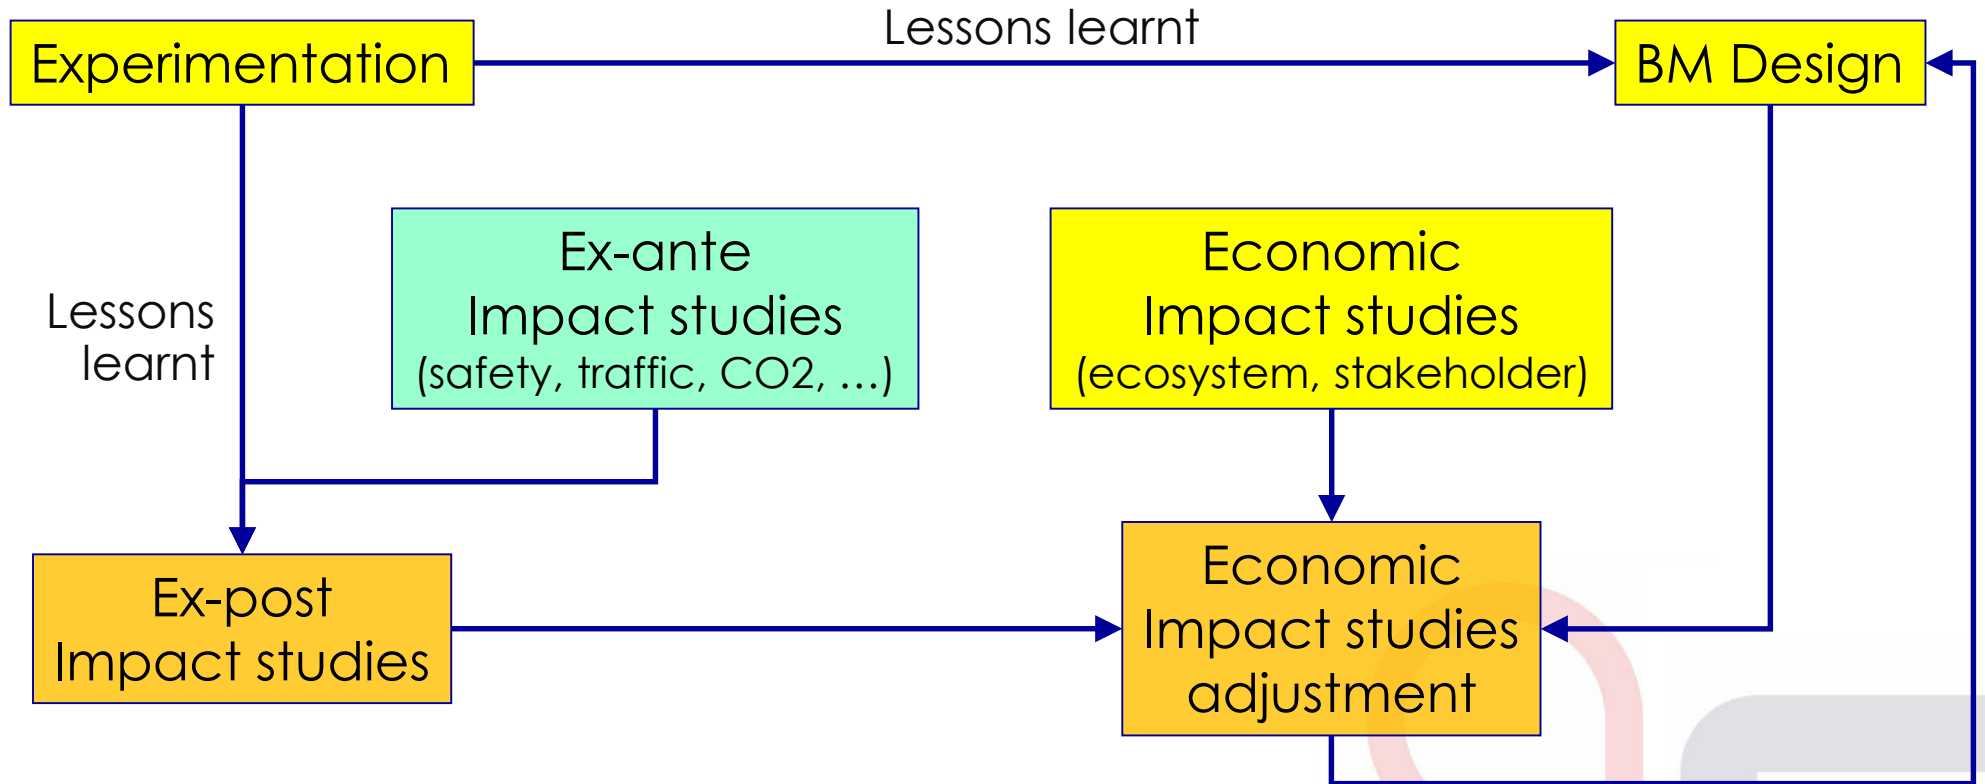 Lessons learnt
Experimentation
BM Design
Ex-ante
Impact studies
(safety, traffic, CO2, …)
Economic
Impact studies
(ecosystem, stakeholder)
Lessons
learnt
Ex-post
Impact studies
Economic
Impact studies
adjustment